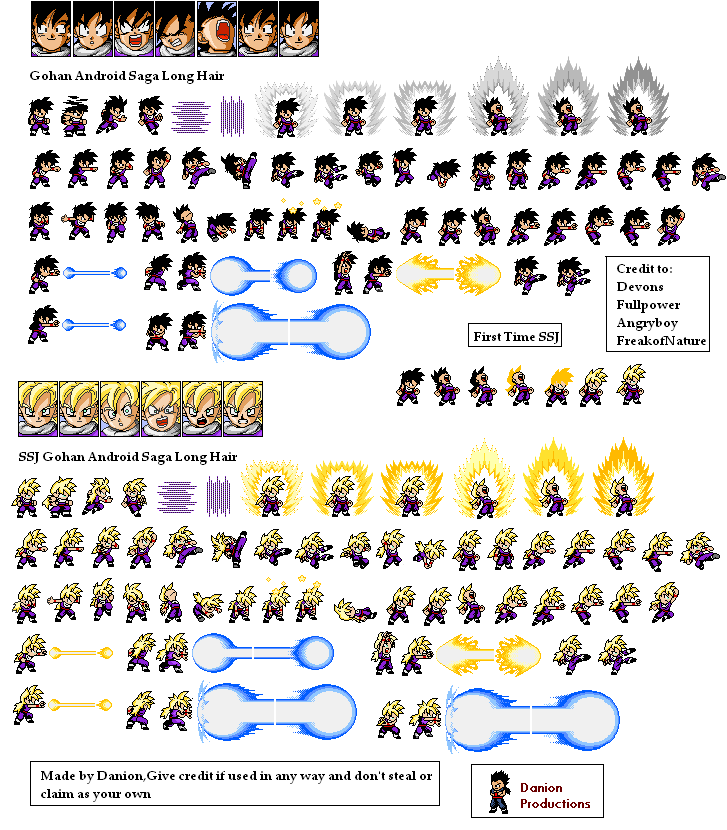 Gohan Android Saga Long Hair
Credit to:
Devons
Fullpower
Angryboy
FreakofNature
First Time SSJ
SSJ Gohan Android Saga Long Hair
Made by Danion,Give credit if used in any way and don't steal or
claim as your own
Danion
Productions